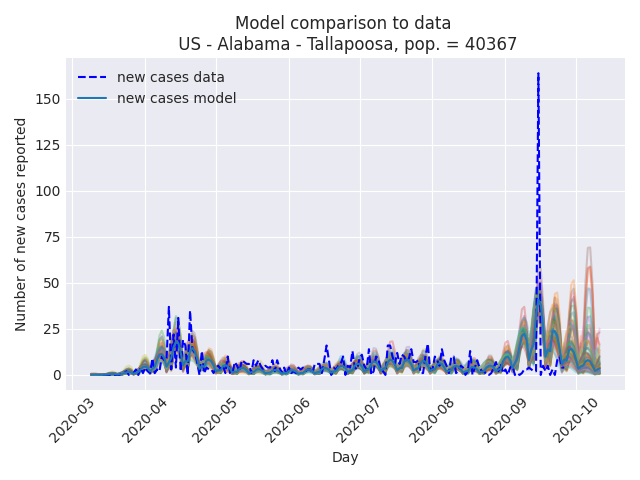 Model comparison to data
US - Alabama - Tallapoosa, pop. = 40367
new cases data
new cases model
Number of new cases reported
150
125
100
75
50
25
0
2020-03
2020-04
2020-05
2020-06
2020-07
2020-08
2020-09
2020-10
Day